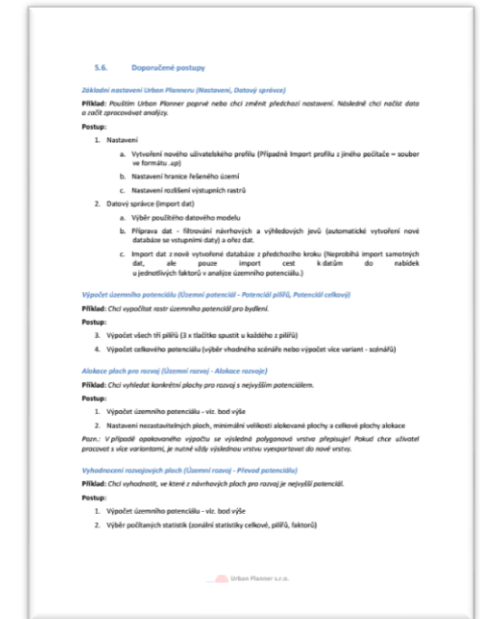 5.6. Doporučené postupy
Základní nastavení Urban Planneru (Nastavení, Datový správce)
Příklad: Pouštím Urban Planner poprvé nebo chci změnit předchozí nastavení. Následně chci načíst data
a začít zpracovávat analýzy.
Postup:
1. Nastavení
a. Vytvoření nového uživatelského profilu (Případně Import profilu z jiného počítače – soubor
ve formátu .up)
b. Nastavení hranice řešeného území
c. Nastavení rozlišení výstupních rastrů
2. Datový správce (import dat)
a. Výběr použitého datového modelu
b. Příprava dat - filtrování návrhových a výhledových jevů (automatické vytvoření nové
databáze se vstupními daty) a ořez dat.
c. Import dat z nově vytvořené databáze z předchozího kroku (Neprobíhá import samotných
dat, ale pouze import cest k datům do nabídek
u jednotlivých faktorů v analýze územního potenciálu.)
Výpočet územního potenciálu (Územní potenciál - Potenciál pilířů, Potenciál celkový)
Příklad: Chci vypočítat rastr územního potenciál pro bydlení.
Postup:
3. Výpočet všech tří pilířů (3 x tlačítko spustit u každého z pilířů)
4. Výpočet celkového potenciálu (výběr vhodného scénáře nebo výpočet více variant - scénářů)
Alokace ploch pro rozvoj (Územní rozvoj - Alokace rozvoje)
Příklad: Chci vyhledat konkrétní plochy pro rozvoj s nejvyšším potenciálem.
Postup:
1. Výpočet územního potenciálu - viz. bod výše
2. Nastavení nezastavitelných ploch, minimální velikosti alokované plochy a celkové plochy alokace
Pozn.: V případě opakovaného výpočtu se výsledná polygonová vrstva přepisuje! Pokud chce uživatel
pracovat s více variantami, je nutné vždy výslednou vrstvu vyexportovat do nové vrstvy.
Vyhodnocení rozvojových ploch (Územní rozvoj - Převod potenciálu)
Příklad: Chci vyhodnotit, ve které z návrhových ploch pro rozvoj je nejvyšší potenciál.
Postup:
1. Výpočet územního potenciálu - viz. bod výše
2. Výběr počítaných statistik (zonální statistiky celkové, pilířů, faktorů)
Urban Planner s.r.o.